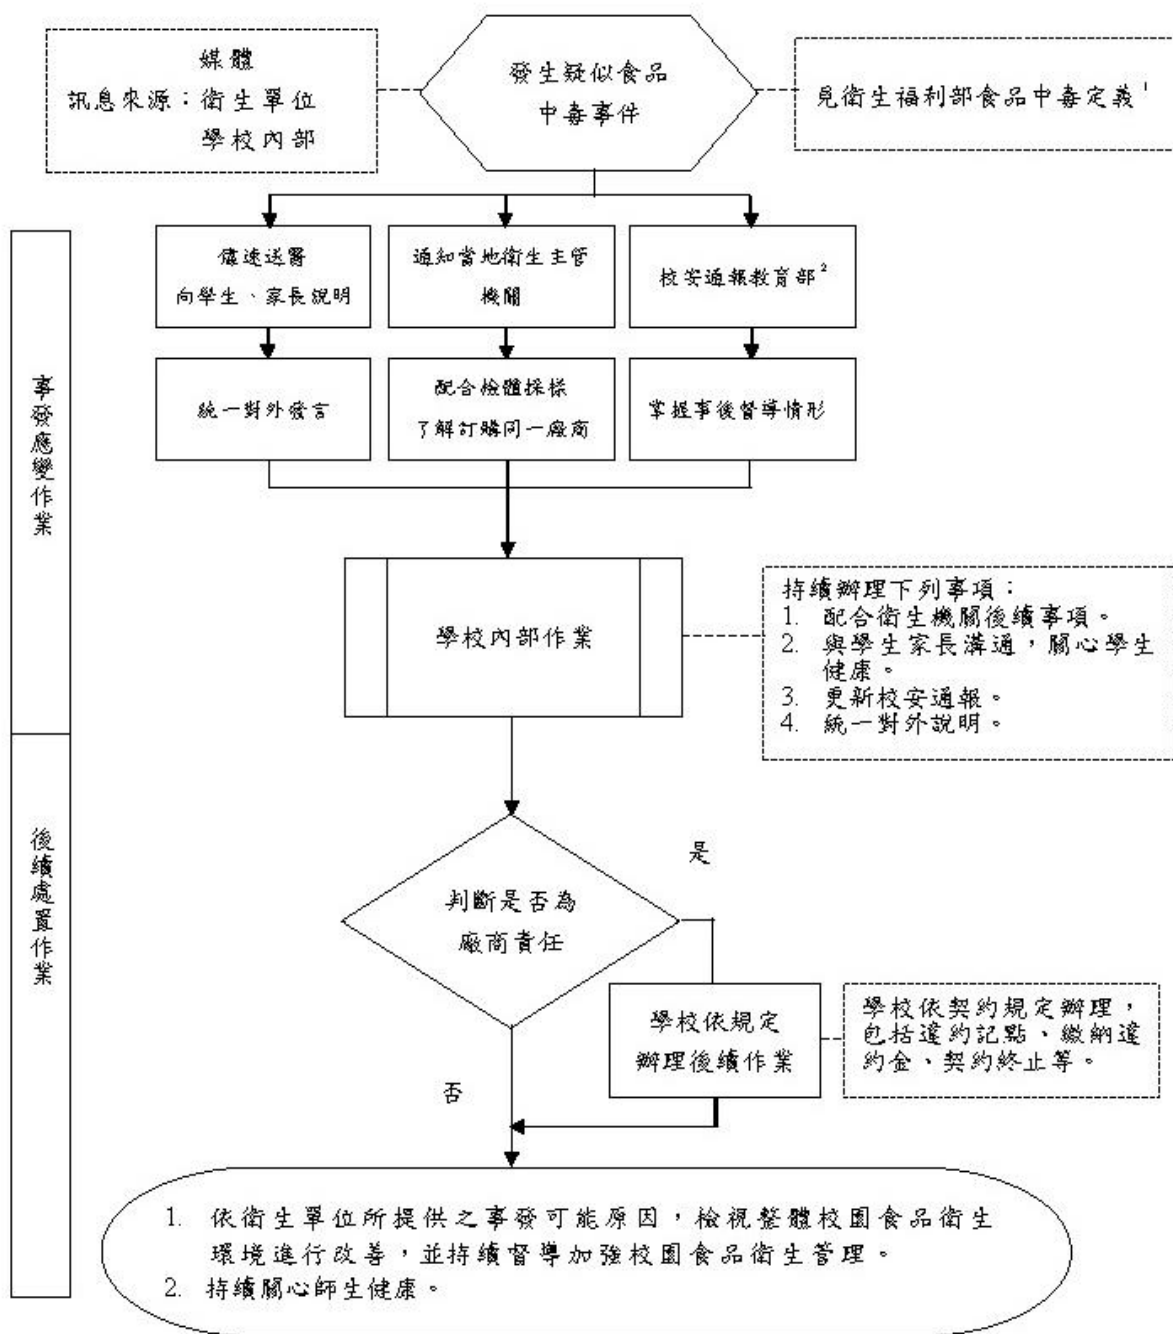 媒體
訊息來源：衛生單位
學校內部
發生疑似食品
中毒事件
見衛生福利部食品中毒定義1
事發應變作業
儘速送醫
向學生、家長說明
通知當地衛生主管
機關
校安通報教育部2
統一對外發言
配合檢體採樣
了解訂購同一廠商
掌握事後督導情形
學校內部作業
持續辦理下列事項：
1. 配合衛生機關後續事項。
2. 與學生家長溝通，關心學生
健康。
3. 更新校安通報。
4. 統一對外說明。
後續處置作業
判斷是否為
廠商責任
是
學校依規定
辦理後續作業
學校依契約規定辦理，
包括違約記點、繳納違
約金、契約終止等。
否
1. 依衛生單位所提供之事發可能原因，檢視整體校園食品衛生
環境進行改善，並持續督導加強校園食品衛生管理。
2. 持續關心師生健康。